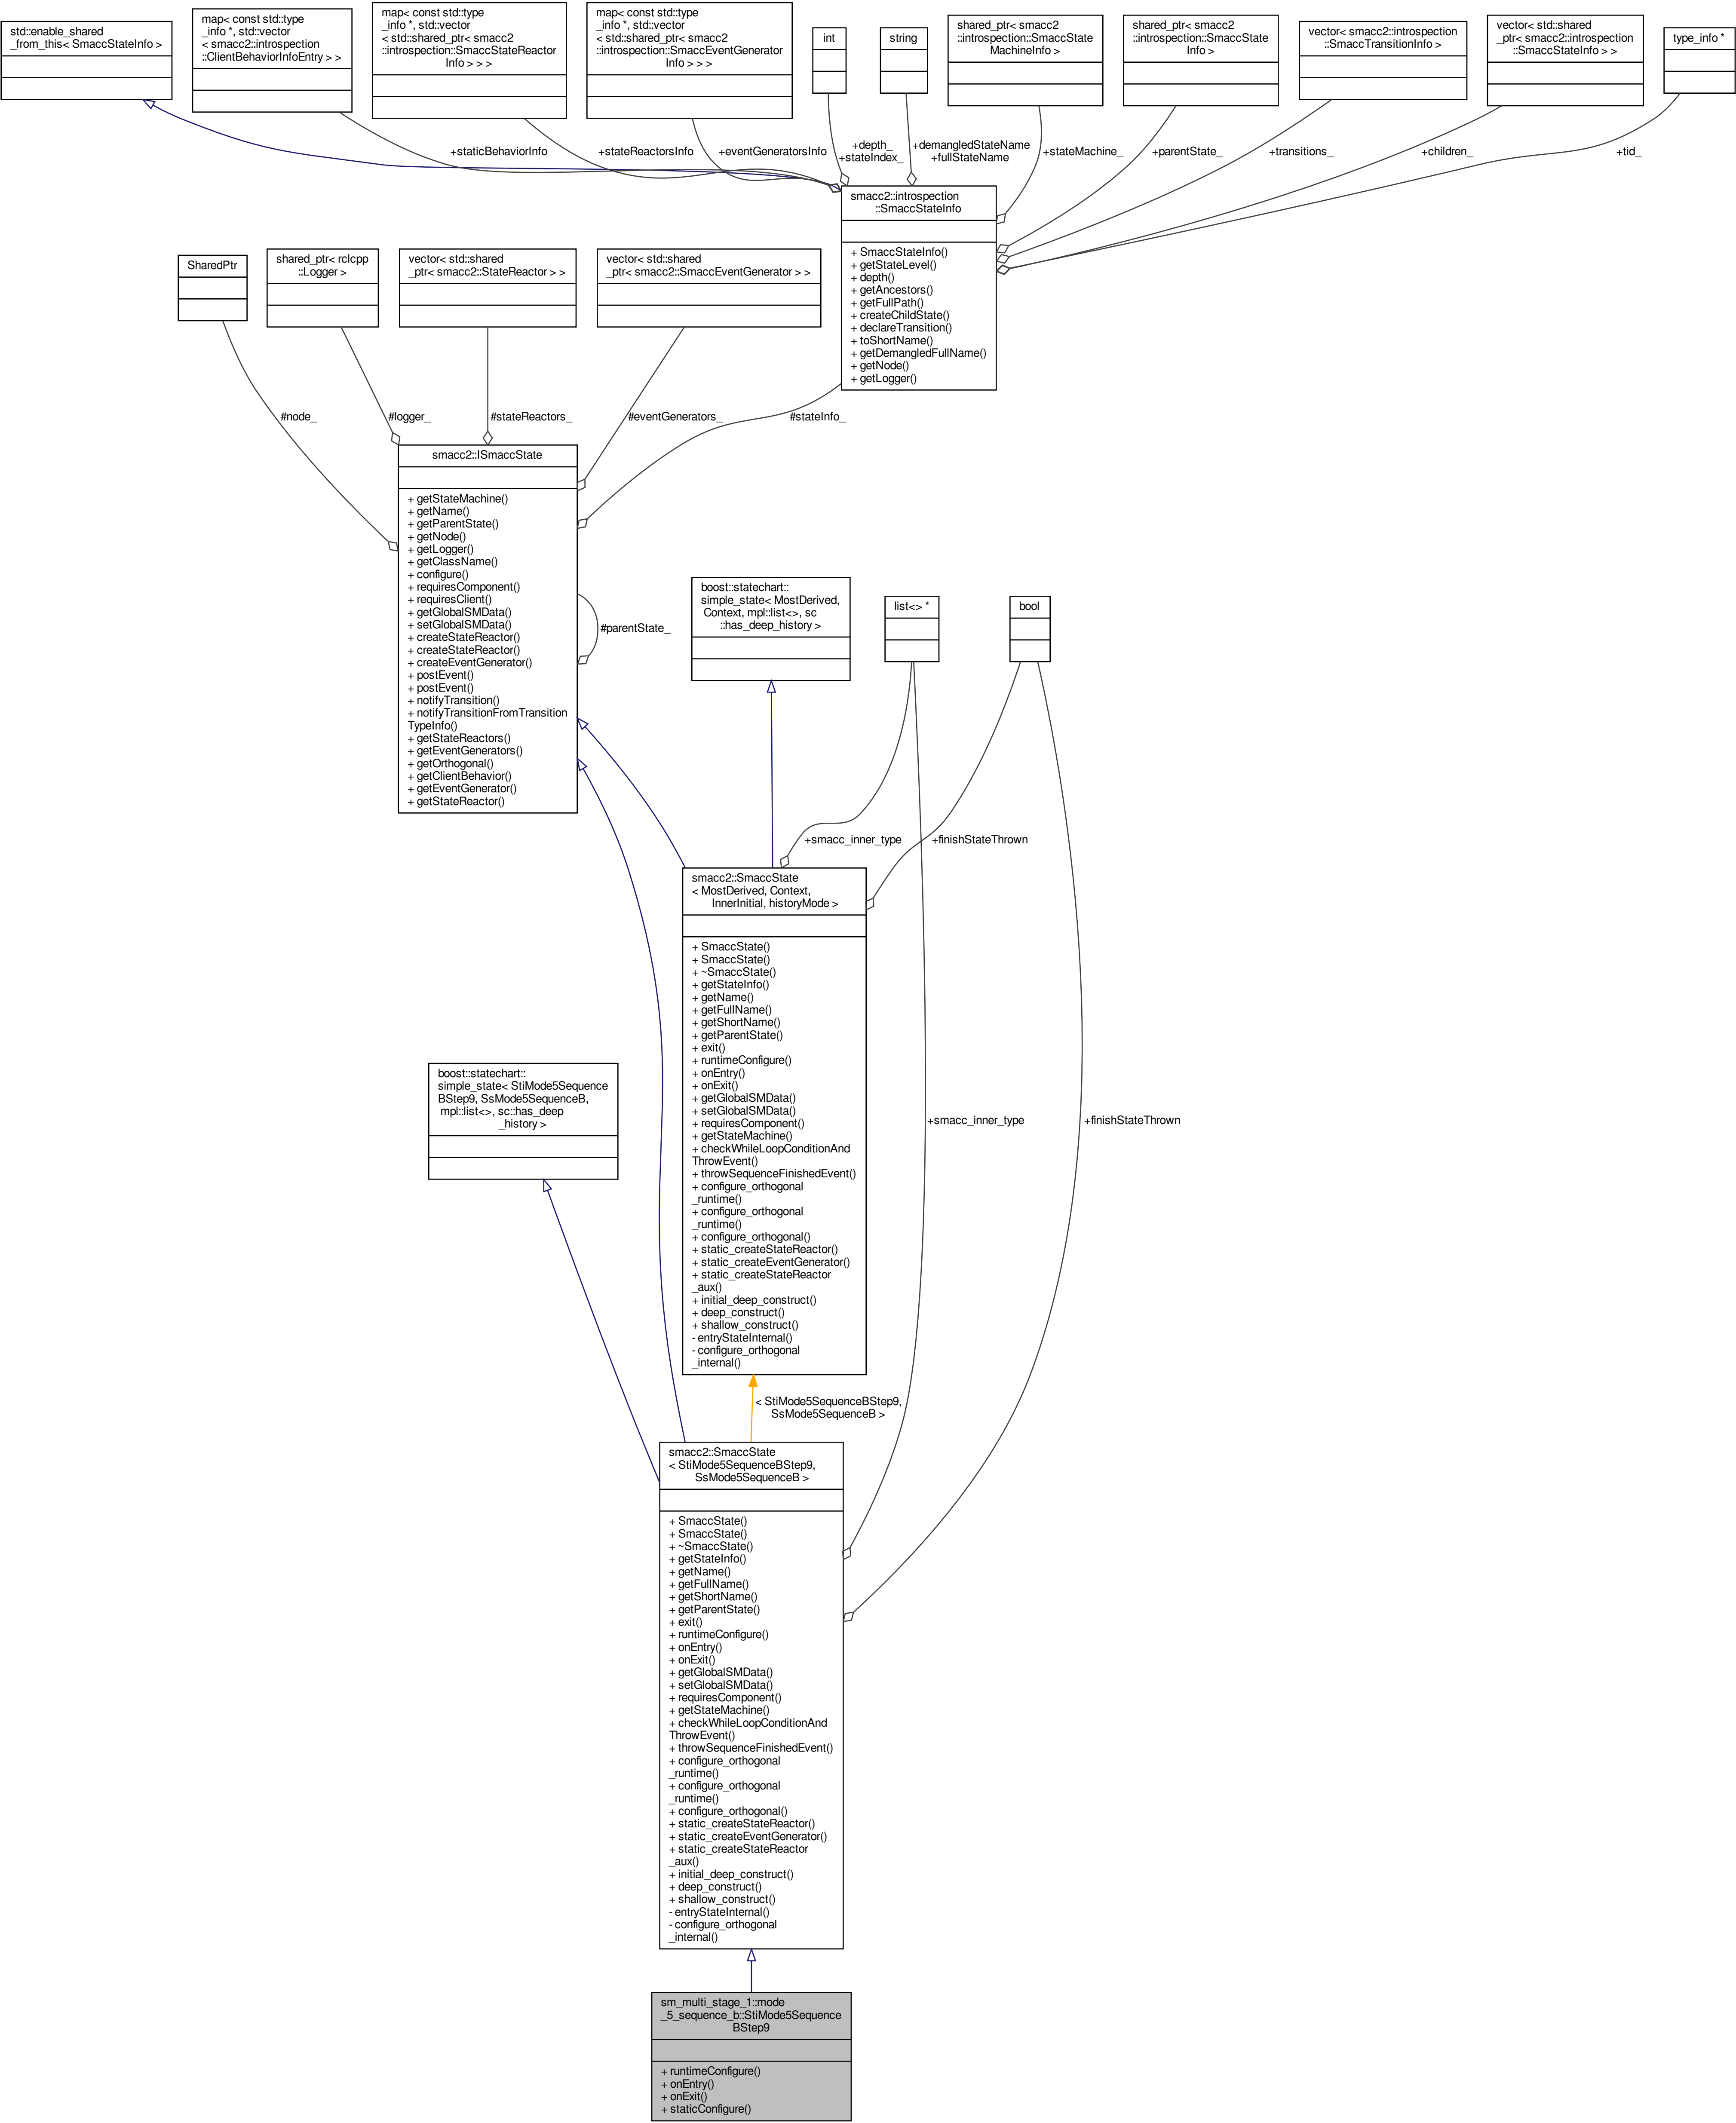 std::enable_shared
_from_this< SmaccStateInfo >
map< const std::type
_info *, std::vector
< smacc2::introspection
::ClientBehaviorInfoEntry > >
map< const std::type
_info *, std::vector
< std::shared_ptr< smacc2
::introspection::SmaccStateReactor
Info > > >
map< const std::type
_info *, std::vector
< std::shared_ptr< smacc2
::introspection::SmaccEventGenerator
Info > > >
int
string
shared_ptr< smacc2
::introspection::SmaccState
MachineInfo >
shared_ptr< smacc2
::introspection::SmaccState
Info >
vector< smacc2::introspection
::SmaccTransitionInfo >
vector< std::shared
_ptr< smacc2::introspection
::SmaccStateInfo > >
type_info *
+staticBehaviorInfo
+stateReactorsInfo
+eventGeneratorsInfo
+depth_
+stateIndex_
+demangledStateName
+fullStateName
+stateMachine_
+parentState_
+transitions_
+children_
+tid_
smacc2::introspection
::SmaccStateInfo
+ SmaccStateInfo()
+ getStateLevel()
+ depth()
+ getAncestors()
+ getFullPath()
+ createChildState()
+ declareTransition()
+ toShortName()
+ getDemangledFullName()
+ getNode()
+ getLogger()
SharedPtr
shared_ptr< rclcpp
::Logger >
vector< std::shared
_ptr< smacc2::StateReactor > >
vector< std::shared
_ptr< smacc2::SmaccEventGenerator > >
#node_
#logger_
#stateReactors_
#eventGenerators_
#stateInfo_
smacc2::ISmaccState
+ getStateMachine()
+ getName()
+ getParentState()
+ getNode()
+ getLogger()
+ getClassName()
+ configure()
+ requiresComponent()
+ requiresClient()
+ getGlobalSMData()
+ setGlobalSMData()
+ createStateReactor()
+ createStateReactor()
+ createEventGenerator()
+ postEvent()
+ postEvent()
+ notifyTransition()
+ notifyTransitionFromTransition
TypeInfo()
+ getStateReactors()
+ getEventGenerators()
+ getOrthogonal()
+ getClientBehavior()
+ getEventGenerator()
+ getStateReactor()
#parentState_
boost::statechart::
simple_state< MostDerived,
Context, mpl::list<>, sc
::has_deep_history >
list<> *
bool
+smacc_inner_type
+finishStateThrown
smacc2::SmaccState
< MostDerived, Context,
InnerInitial, historyMode >
+ SmaccState()
+ SmaccState()
+ ~SmaccState()
+ getStateInfo()
+ getName()
+ getFullName()
+ getShortName()
+ getParentState()
+ exit()
+ runtimeConfigure()
+ onEntry()
+ onExit()
+ getGlobalSMData()
+ setGlobalSMData()
+ requiresComponent()
+ getStateMachine()
+ checkWhileLoopConditionAnd
ThrowEvent()
+ throwSequenceFinishedEvent()
+ configure_orthogonal
_runtime()
+ configure_orthogonal
_runtime()
+ configure_orthogonal()
+ static_createStateReactor()
+ static_createEventGenerator()
+ static_createStateReactor
_aux()
+ initial_deep_construct()
+ deep_construct()
+ shallow_construct()
- entryStateInternal()
- configure_orthogonal
_internal()
boost::statechart::
simple_state< StiMode5Sequence
BStep9, SsMode5SequenceB,
mpl::list<>, sc::has_deep
_history >
+smacc_inner_type
+finishStateThrown
< StiMode5SequenceBStep9,
SsMode5SequenceB >
smacc2::SmaccState
< StiMode5SequenceBStep9,
SsMode5SequenceB >
+ SmaccState()
+ SmaccState()
+ ~SmaccState()
+ getStateInfo()
+ getName()
+ getFullName()
+ getShortName()
+ getParentState()
+ exit()
+ runtimeConfigure()
+ onEntry()
+ onExit()
+ getGlobalSMData()
+ setGlobalSMData()
+ requiresComponent()
+ getStateMachine()
+ checkWhileLoopConditionAnd
ThrowEvent()
+ throwSequenceFinishedEvent()
+ configure_orthogonal
_runtime()
+ configure_orthogonal
_runtime()
+ configure_orthogonal()
+ static_createStateReactor()
+ static_createEventGenerator()
+ static_createStateReactor
_aux()
+ initial_deep_construct()
+ deep_construct()
+ shallow_construct()
- entryStateInternal()
- configure_orthogonal
_internal()
sm_multi_stage_1::mode
_5_sequence_b::StiMode5Sequence
BStep9
+ runtimeConfigure()
+ onEntry()
+ onExit()
+ staticConfigure()